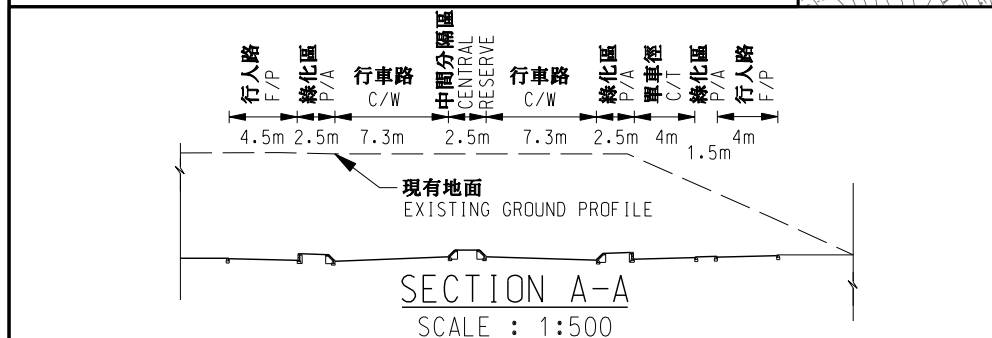 行人路
F/P
綠化區
P/A
行車路
C/W
中間分隔區
CENTRAL
RESERVE
行車路
C/W
綠化區
P/A
單車徑
C/T
綠化區
P/A
行人路
F/P
4.5m 2.5m 7.3m 2.5m 7.3m 2.5m 4m 1.5m 4m
現有地面
EXISTING GROUND PROFILE
SECTION A-A
SCALE : 1:500